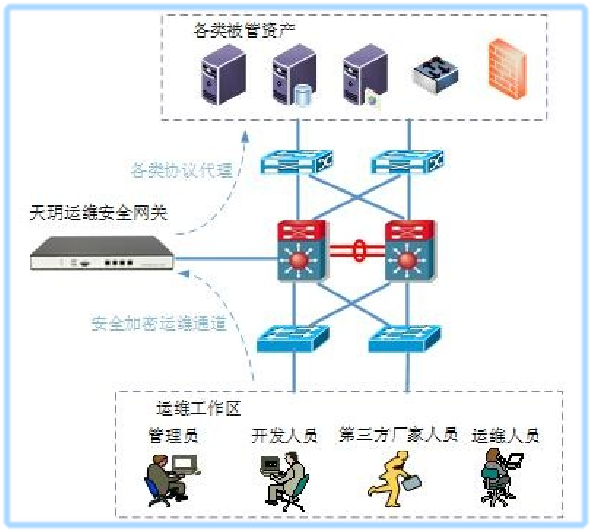 各类被管资产
各类协议代理
天玥运维安全网关
安全加密运维通道
运维工作区
管理员
开发人员
第三方厂家人员
运维人员